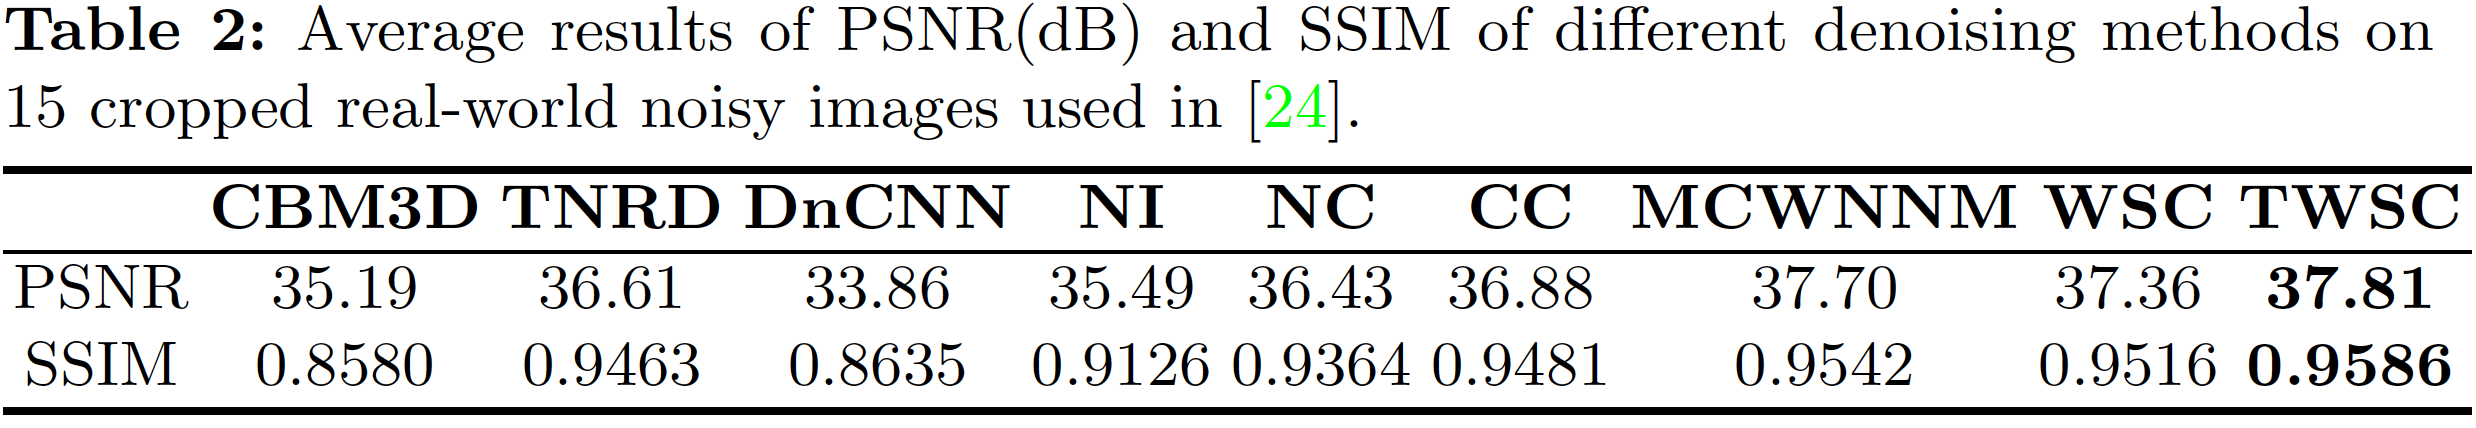 Table 2: Average results of PSNR(dB) and SSIM of different denoising methods on
15 cropped real-world noisy images used in [24].
CBM3D TNRD DnCNN NI NC CC MCWNNM WSC TWSC
PSNR 35.19 36.61 33.86 35.49 36.43 36.88 37.70 37.36 37.81
SSIM 0.8580 0.9463 0.8635 0.9126 0.9364 0.9481 0.9542 0.9516 0.9586